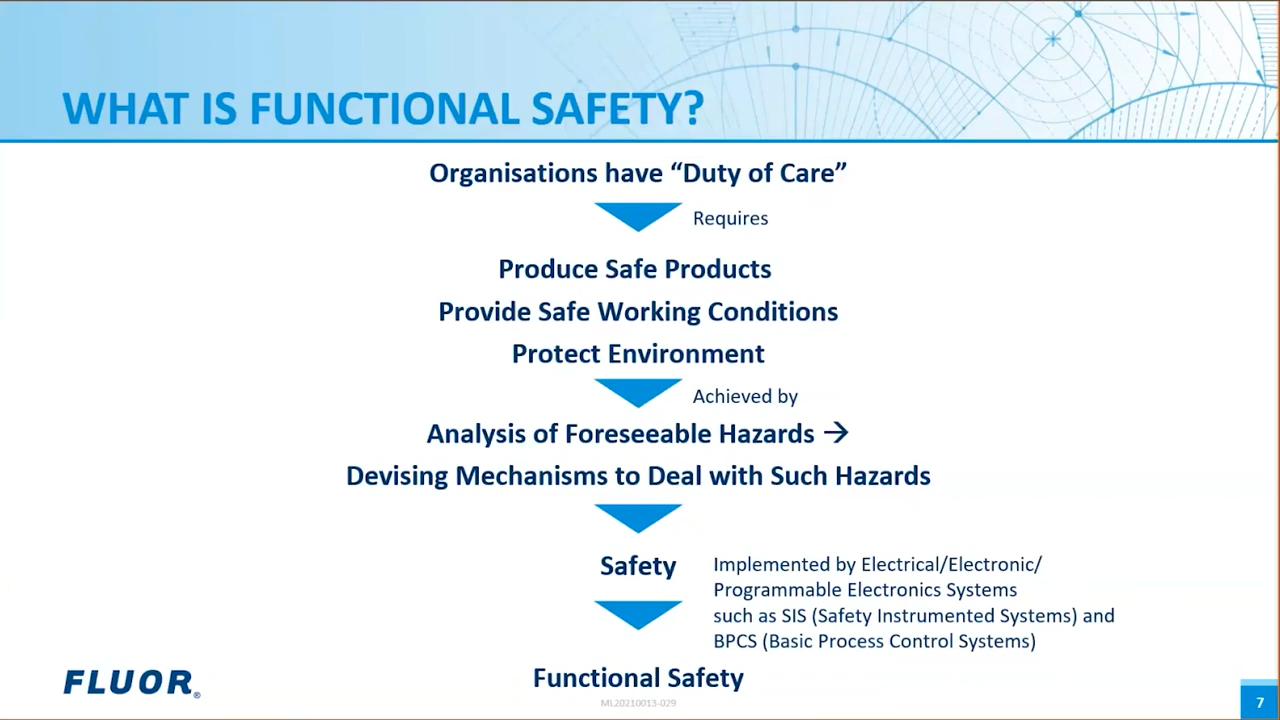 WHAT IS FUNCTIONAL SAFETY?
Organisations have “Duty of Care”
Requires
Produce Safe Products
Provide Safe Working Conditions
Protect Environment
Achieved by
Analysis of Foreseeable Hazards →
Devising Mechanisms to Deal with Such Hazards
Safety
Implemented by Electrical/Electronic/
Programmable Electronics Systems
such as SIS (Safety Instrumented Systems) and
BPCS (Basic Process Control Systems)
Functional Safety
FLUOR®
ML20210013-029
7